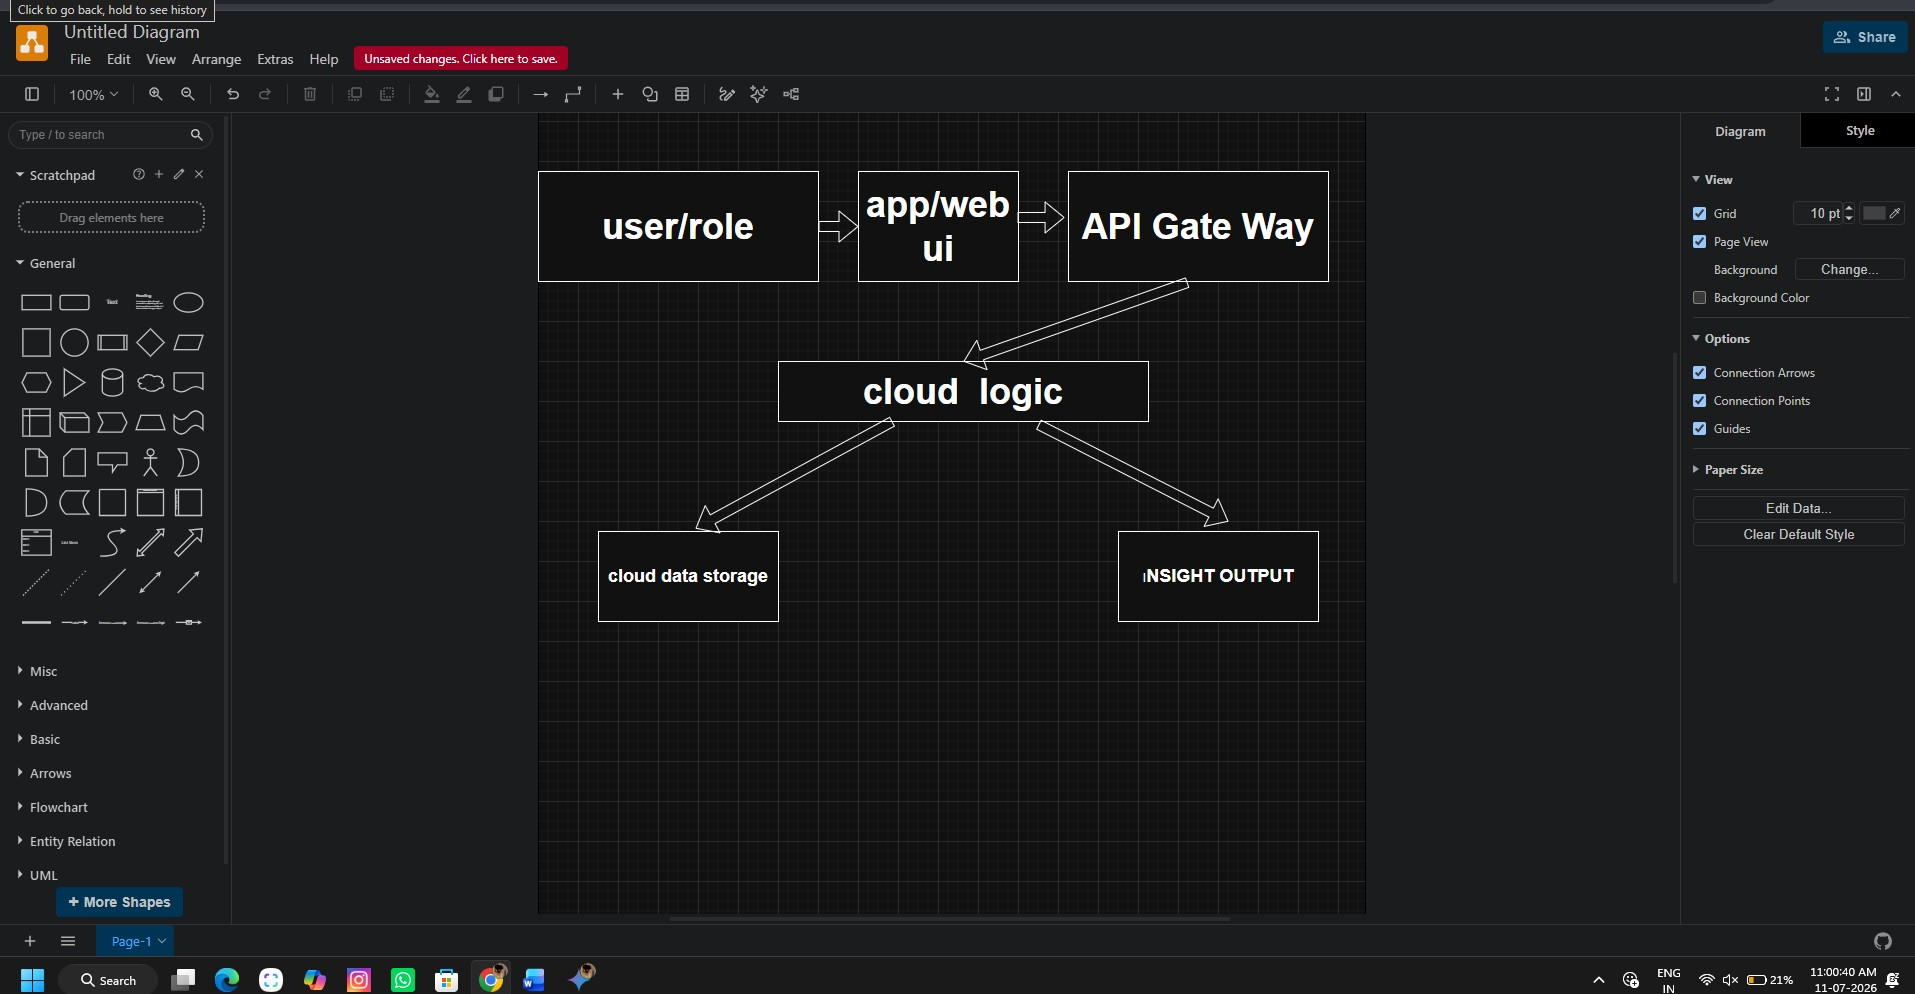 Click to go back, hold to see history
Untitled Diagram
File Edit View Arrange Extras Help Unsaved changes. Click here to save.
Share
100%
Type / to search
Scratchpad
Drag elements here
General
Text
Heading
List Item
Misc
Advanced
Basic
Arrows
Flowchart
Entity Relation
UML
+ More Shapes
user/role
app/web
ui
API Gate Way
cloud logic
cloud data storage
INSIGHT OUTPUT
Diagram Style
View
Grid 10 pt
Page View
Background Change...
Background Color
Options
Connection Arrows
Connection Points
Guides
Paper Size
Edit Data...
Clear Default Style
Page-1
Search
ENG
IN
21%
11:00:40 AM
11-07-2026